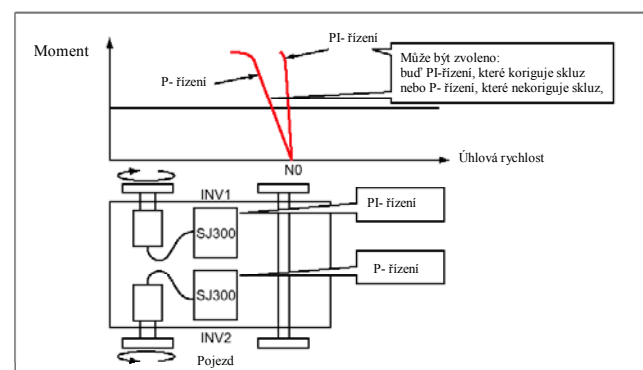 Moment
PI- řízení
P- řízení
Může být zvoleno:
buď PI-řízení, které koriguje skluz
nebo P- řízení, které nekoriguje skluz,
Úhlová rychlost
N0
INV1
PI- řízení
SJ300
P- řízení
SJ300
INV2
Pojezd